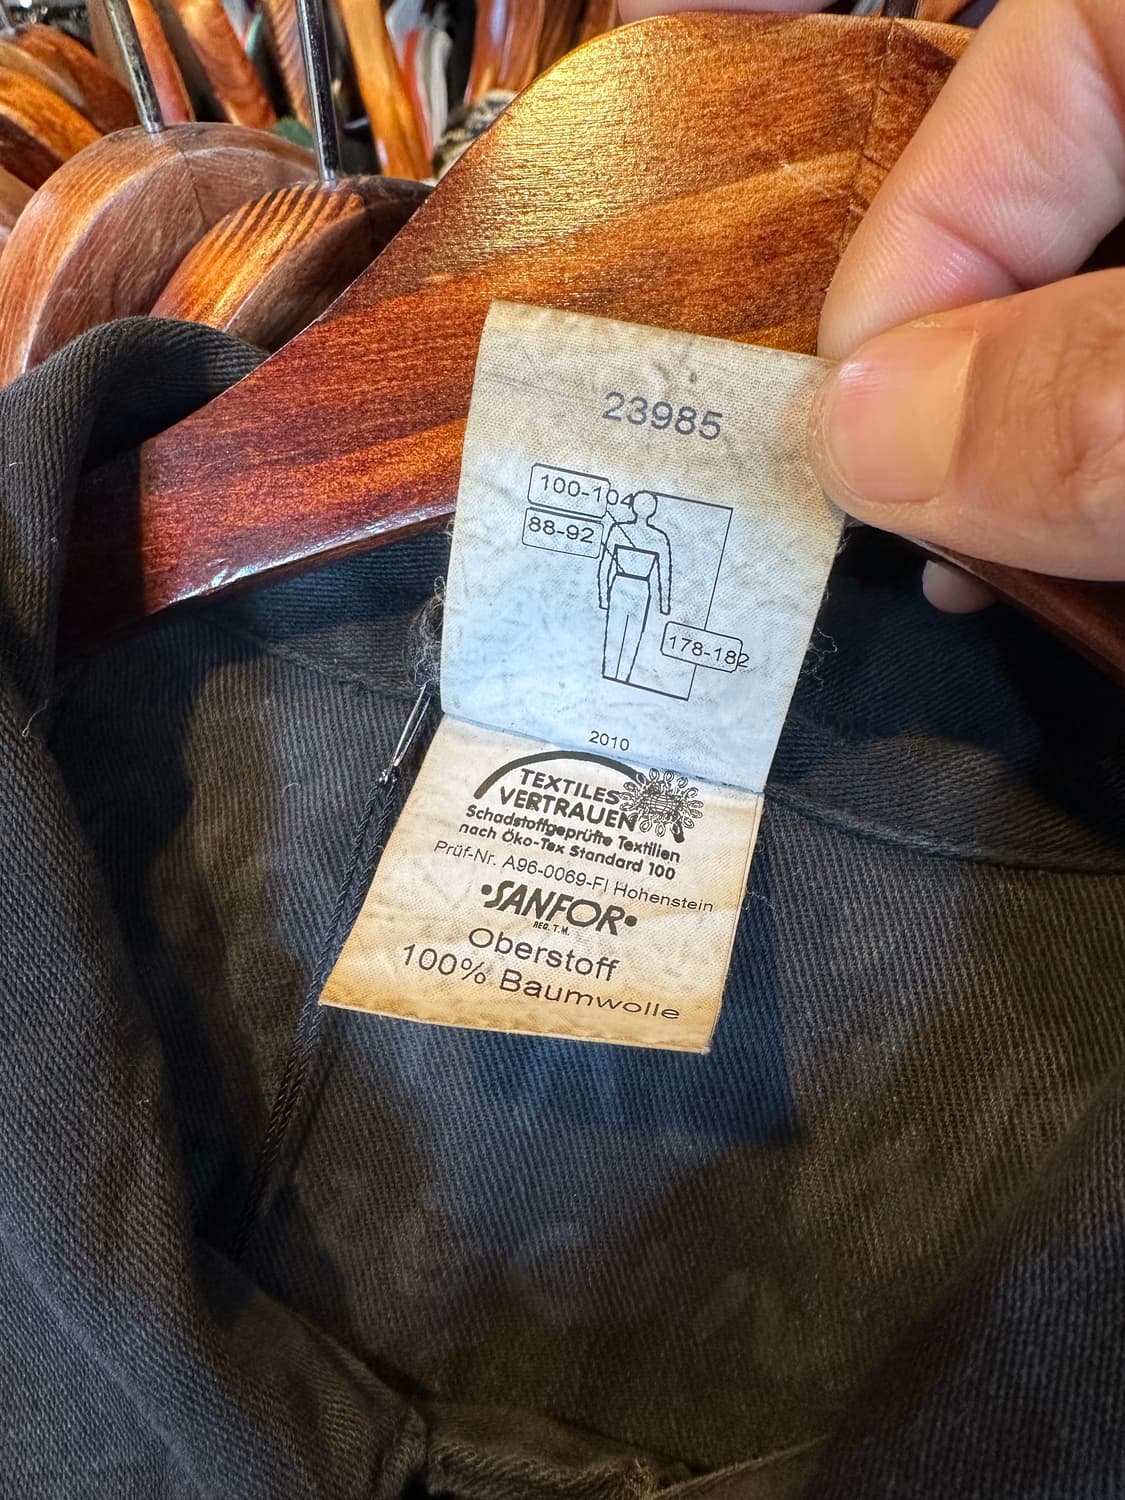 23985
100-104
88-92
178-182
2010
TEXTILES
VERTRAUEN
Schadstoffgeprüfte Textilien
nach Öko-Tex Standard 100
Prüf-Nr. A96-0069-FI Hohenstein
•SANFOR•
REG. T.M.
Oberstoff
100% Baumwolle